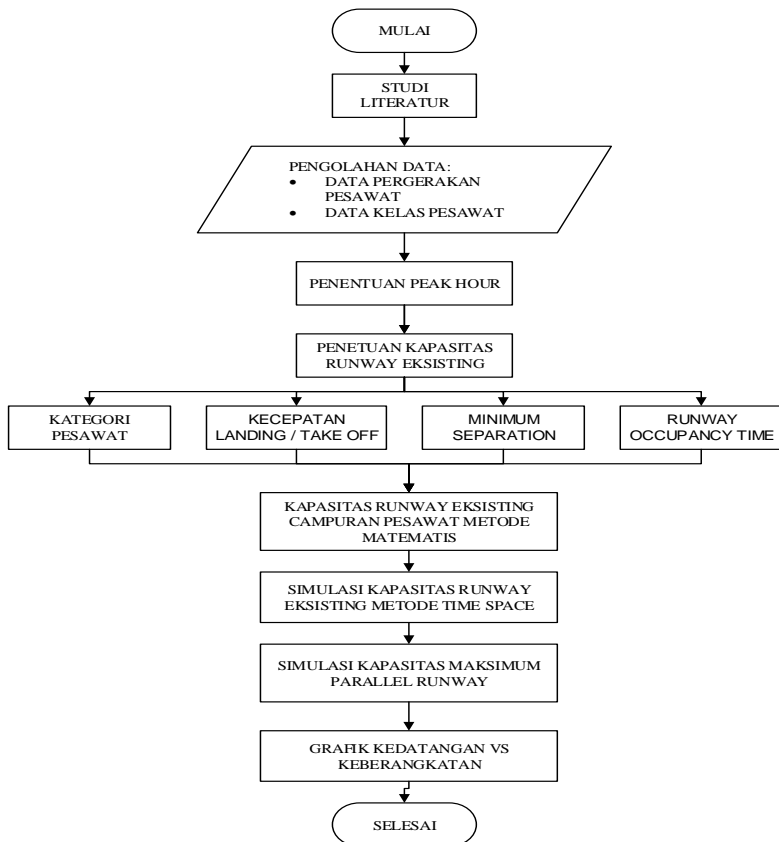 MULAI
STUDI
LITERATUR
PENGOLAHAN DATA:
• DATA PERGERAKAN
PESAWAT
• DATA KELAS PESAWAT
PENENTUAN PEAK HOUR
PENETUAN KAPASITAS
RUNWAY EKSISTING
KATEGORI
PESAWAT
KECEPATAN
LANDING / TAKE OFF
MINIMUM
SEPARATION
RUNWAY
OCCUPANCY TIME
KAPASITAS RUNWAY EKSISTING
CAMPURAN PESAWAT METODE
MATEMATIS
SIMULASI KAPASITAS RUNWAY
EKSISTING METODE TIME SPACE
SIMULASI KAPASITAS MAKSIMUM
PARALLEL RUNWAY
GRAFIK KEDATANGAN VS
KEBERANGKATAN
SELESAI